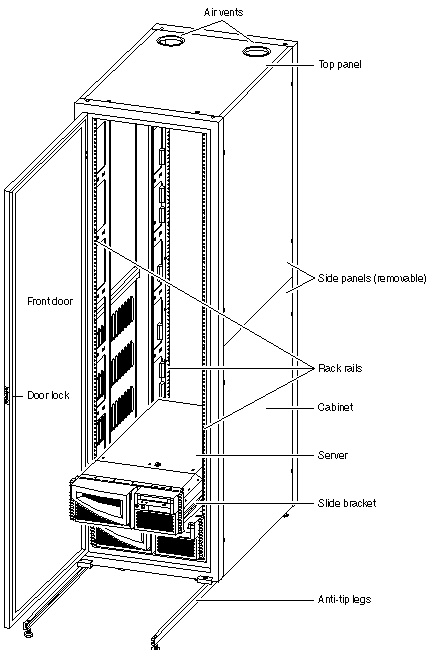 Air vents
Top panel
Side panels (removable)
Front door
Rack rails
Door lock
Cabinet
Server
Slide bracket
Anti-tip legs